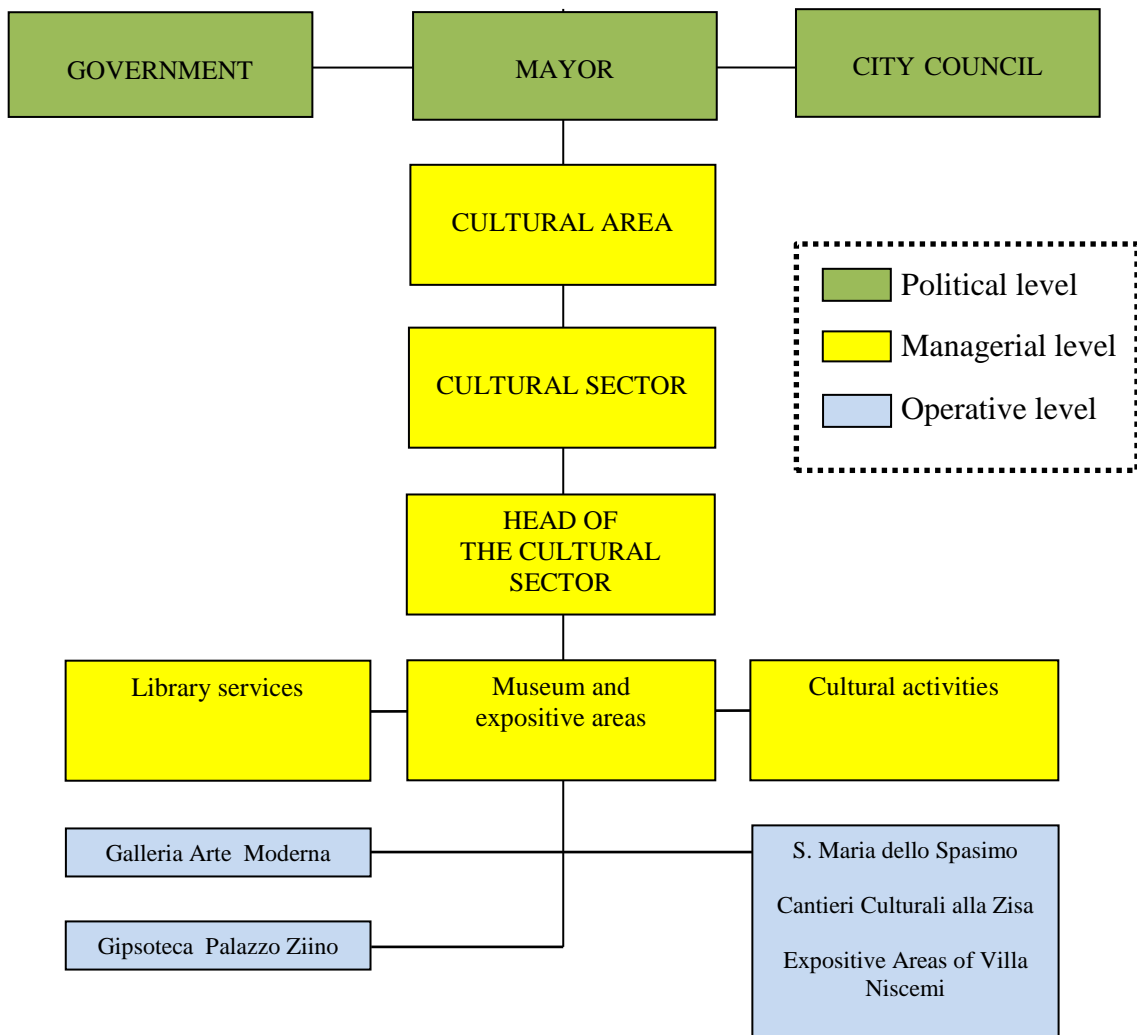 GOVERNMENT
MAYOR
CITY COUNCIL
CULTURAL AREA
CULTURAL SECTOR
HEAD OF
THE CULTURAL
SECTOR
Political level
Managerial level
Operative level
Library services
Museum and
expositive areas
Cultural activities
Galleria Arte Moderna
Gipsoteca Palazzo Ziino
S. Maria dello Spasimo
Cantieri Culturali alla Zisa
Expositive Areas of Villa
Niscemi